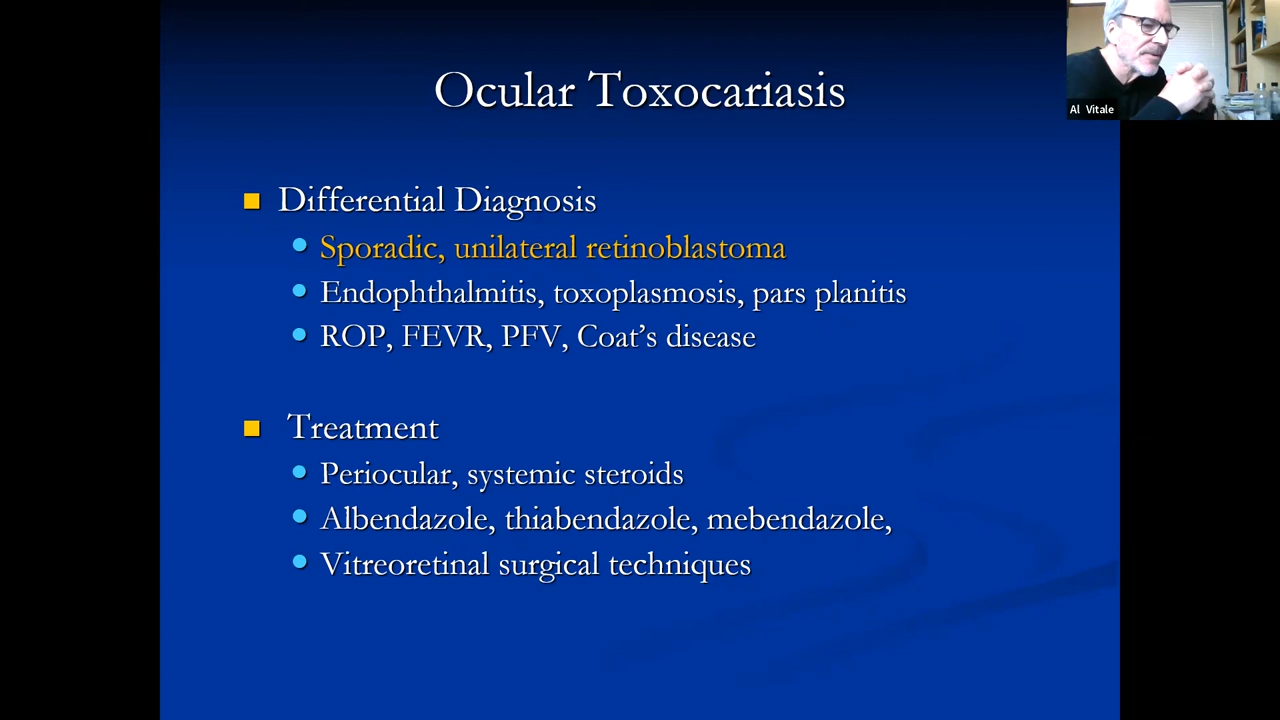 Ocular Toxocariasis
Al Vitale
Differential Diagnosis
Sporadic, unilateral retinoblastoma
Endophthalmitis, toxoplasmosis, pars planitis
ROP, FEVR, PFV, Coat’s disease
Treatment
Periocular, systemic steroids
Albendazole, thiabendazole, mebendazole,
Vitreoretinal surgical techniques